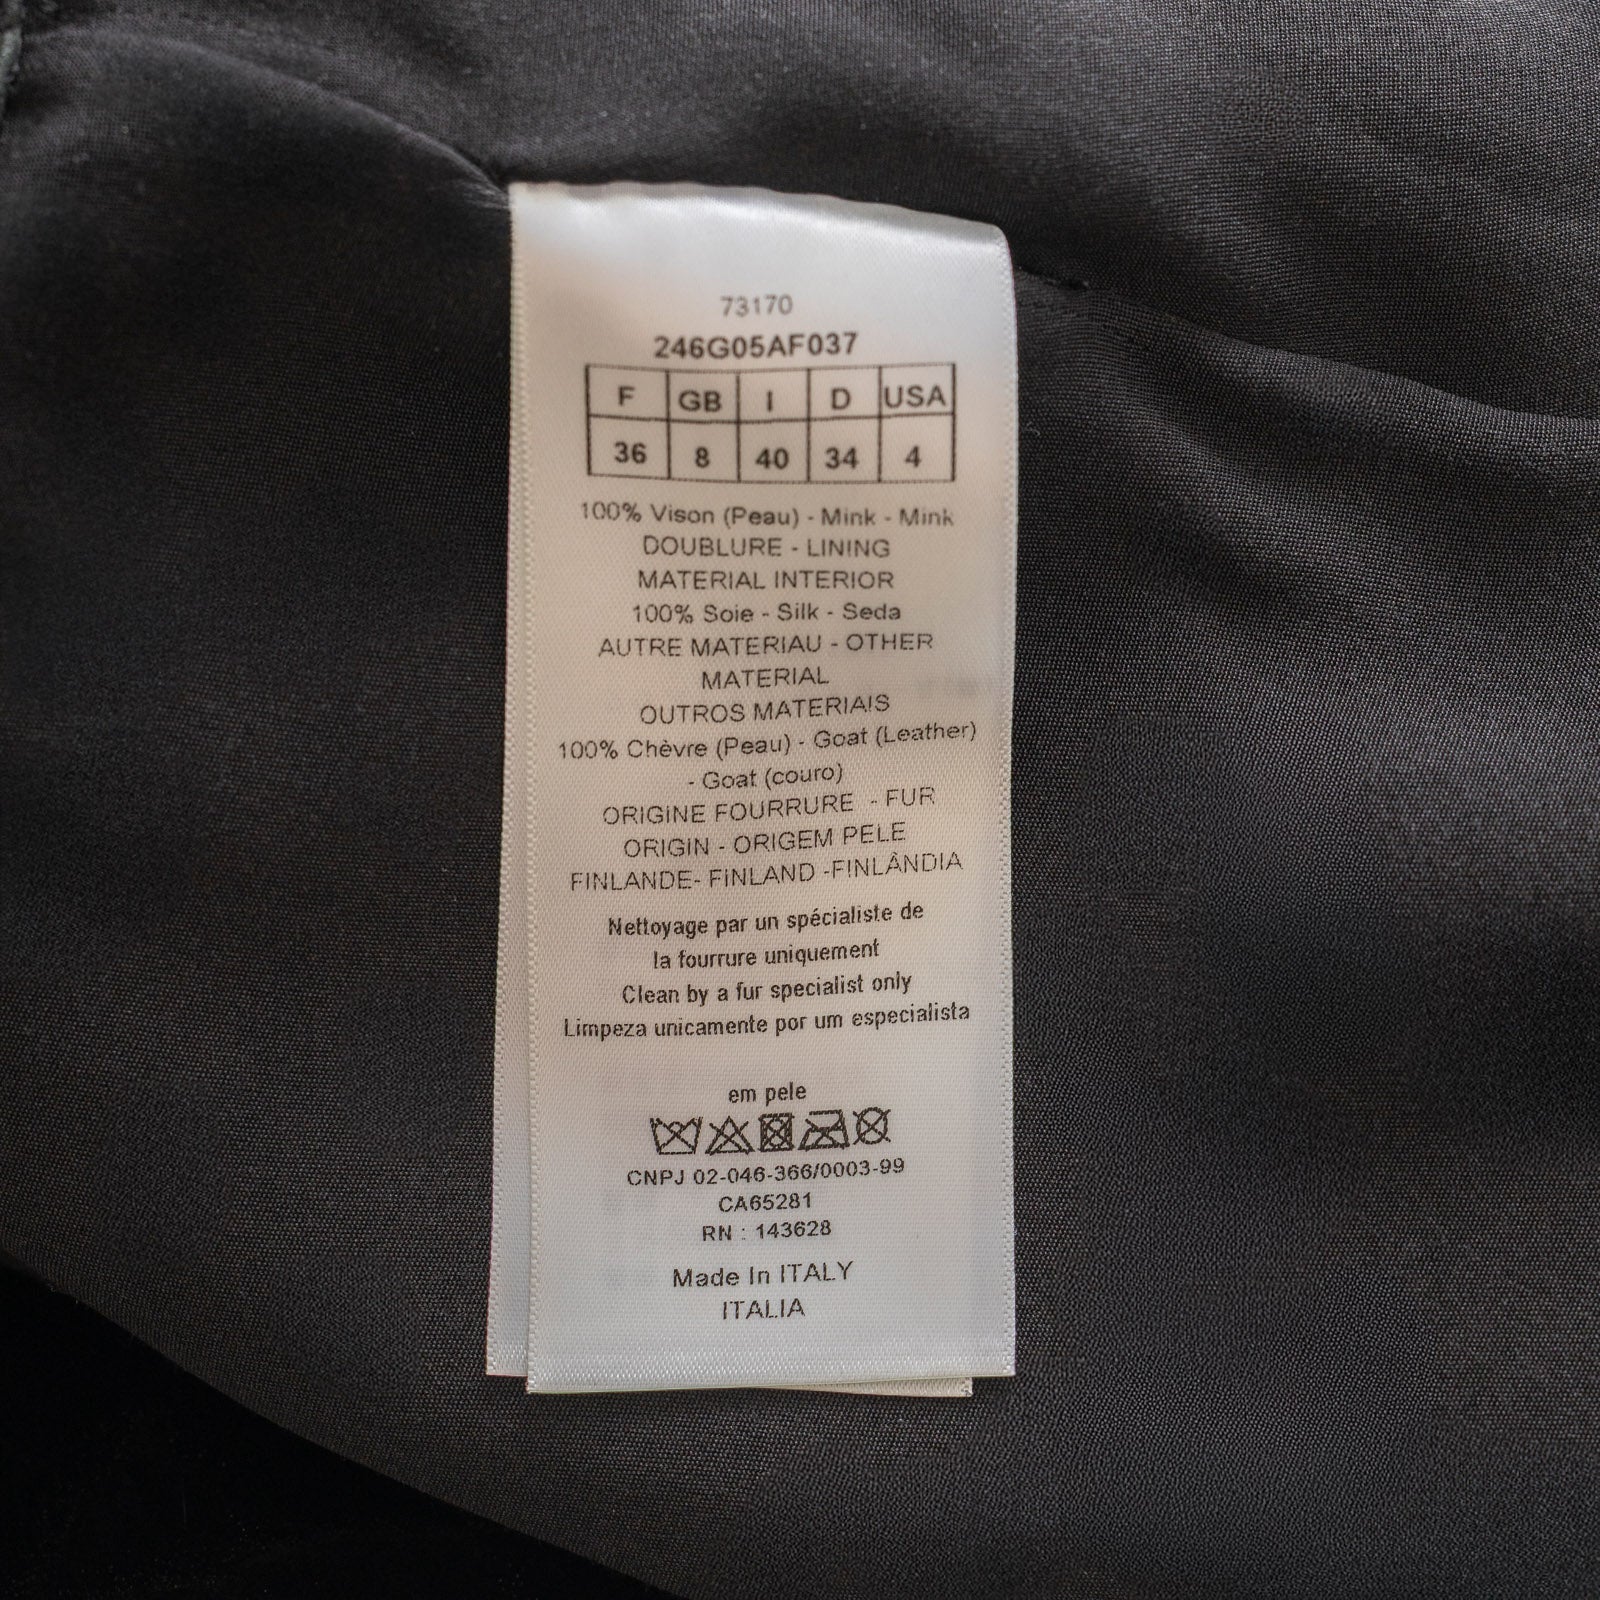 73170
246G05AF037
F GB I D USA
36 8 40 34 4
100% Vison (Peau) - Mink - Mink
DOUBLURE - LINING
MATERIAL INTERIOR
100% Soie - Silk - Seda
AUTRE MATERIAU - OTHER
MATERIAL
OUTROS MATERIAIS
100% Chèvre (Peau) - Goat (Leather)
- Goat (couro)
ORIGINE FOURRURE - FUR
ORIGIN - ORIGEM PELE
FINLANDE- FINLAND -FINLÂNDIA
Nettoyage par un spécialiste de
la fourrure uniquement
Clean by a fur specialist only
Limpeza unicamente por um especialista
em pele
CNPJ 02-046-366/0003-99
CA65281
RN : 143628
Made In ITALY
ITALIA